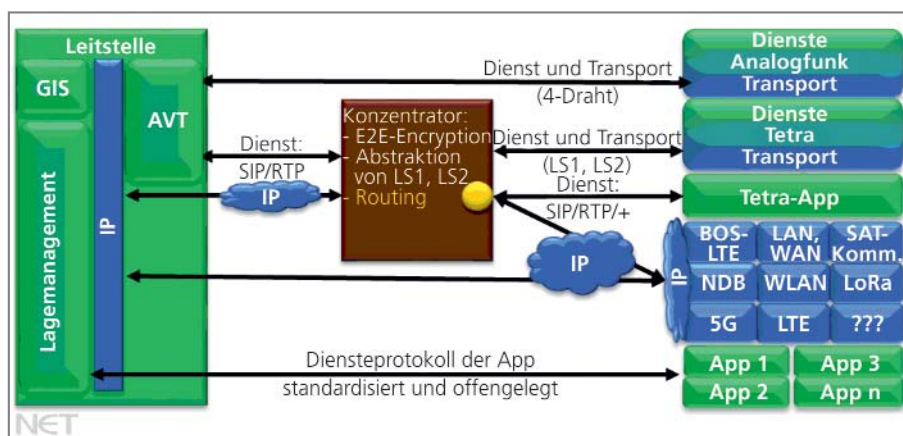 Leitstelle
GIS
AVT
IP
Lagemanagement
Dienst und Transport
(4-Draht)
Dienste
Analogfunk
Transport
Dienst:
SIP/RTP
IP
Konzentrator:
- E2E-Encryption
- Abstraktion
von LS1, LS2
- Routing
Dienst und Transport
(LS1, LS2)
Dienste
Tetra
Transport
Dienst:
SIP/RTP/+
Tetra-App
IP
IP
BOS-
LTE
LAN,
WAN
SAT-
Komm.
NDB
WLAN
LoRa
5G
LTE
???
Diensteprotokoll der App
standardisiert und offengelegt
App 1
App 3
App 2
App n
NET